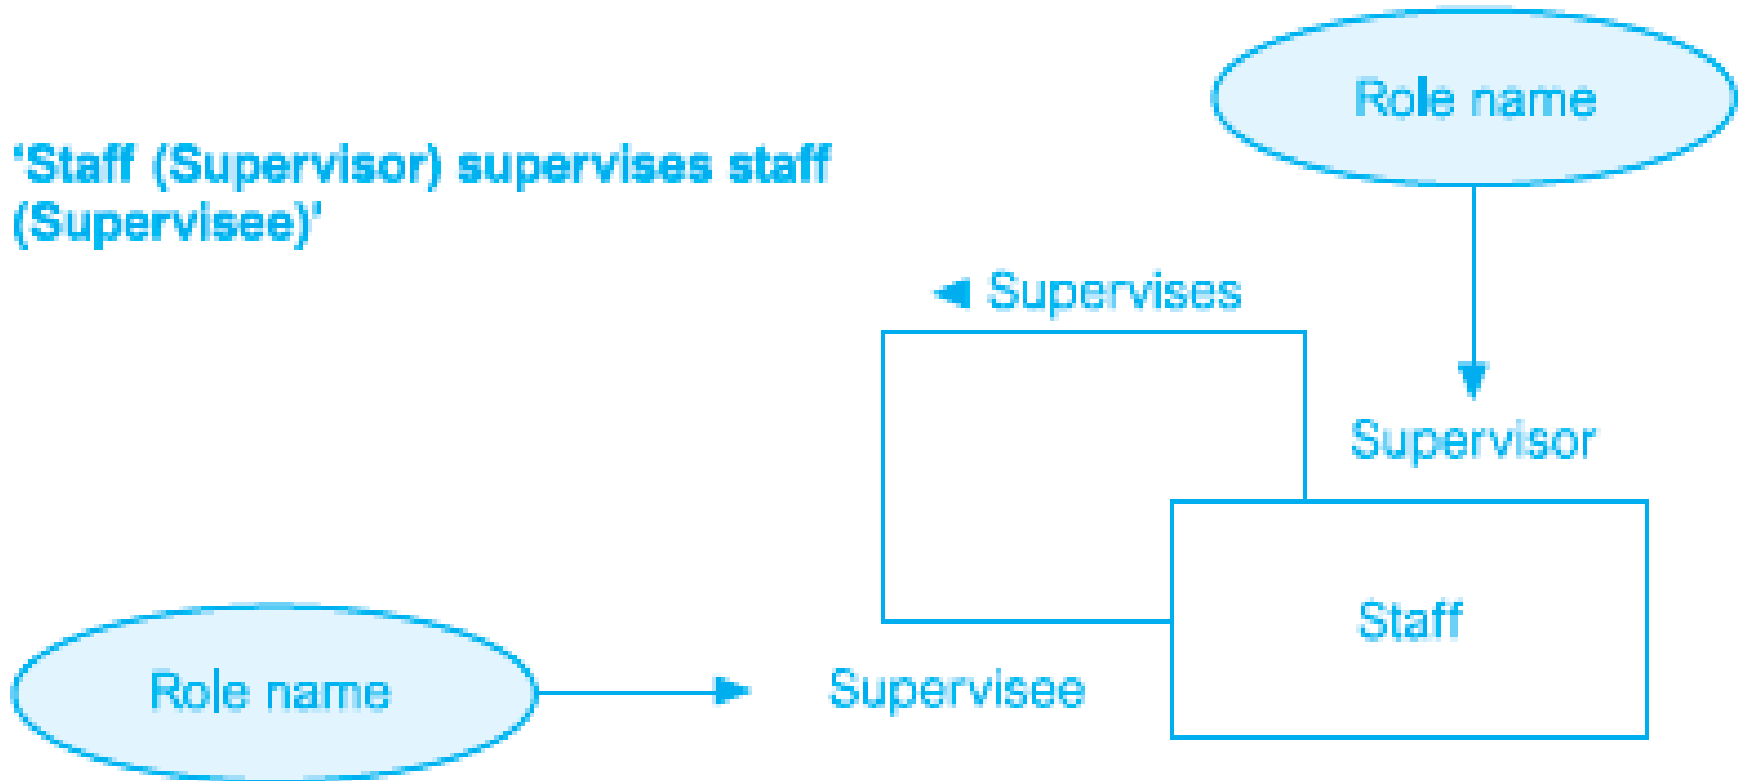 Role name
‘Staff (Supervisor) supervises staff
(Supervisee)’
◄ Supervises
Supervisor
Staff
Role name
Supervisee